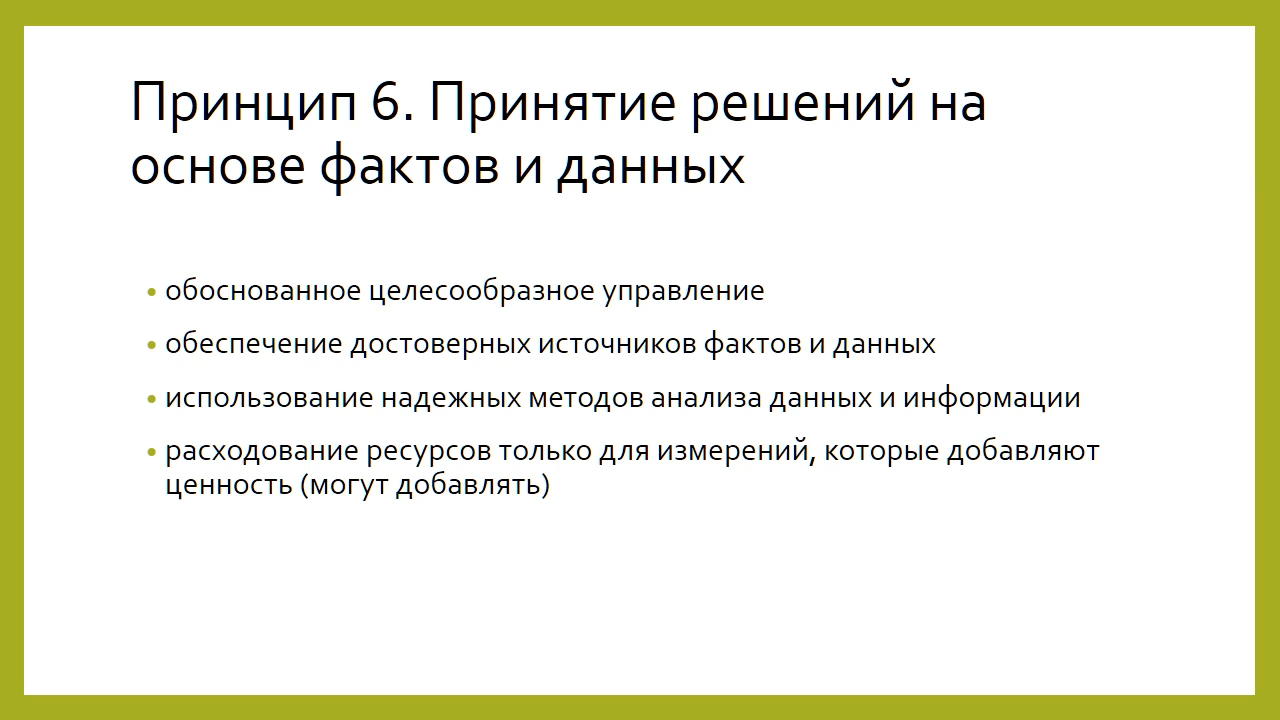 Принцип 6. Принятие решений на
основе фактов и данных
• обоснованное целесообразное управление
• обеспечение достоверных источников фактов и данных
• использование надежных методов анализа данных и информации
• расходование ресурсов только для измерений, которые добавляют
ценность (могут добавлять)